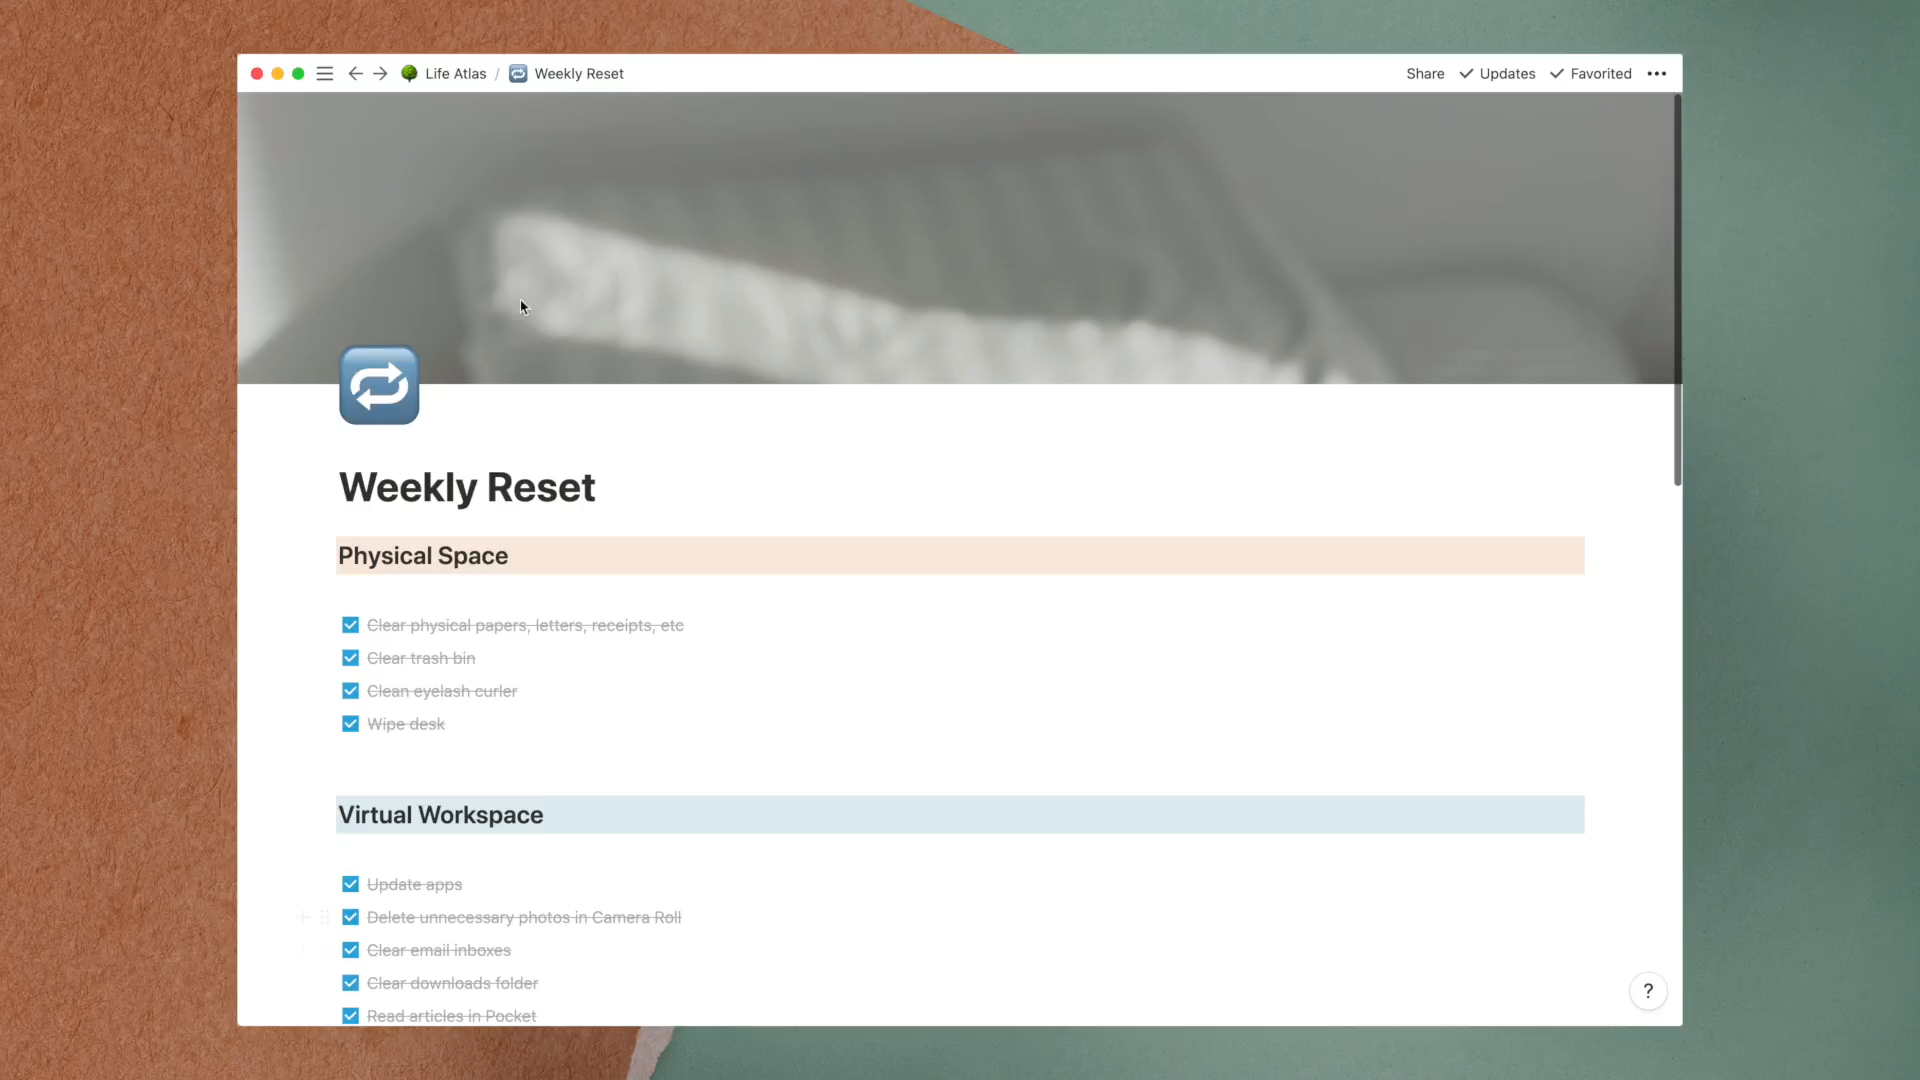 Life Atlas / Weekly Reset
Share Updates Favorited
Weekly Reset
Physical Space
Clear physical papers, letters, receipts, etc
Clear trash bin
Clean eyelash curler
Wipe desk
Virtual Workspace
Update apps
Delete unnecessary photos in Camera Roll
Clear email inboxes
Clear downloads folder
Read articles in Pocket
?